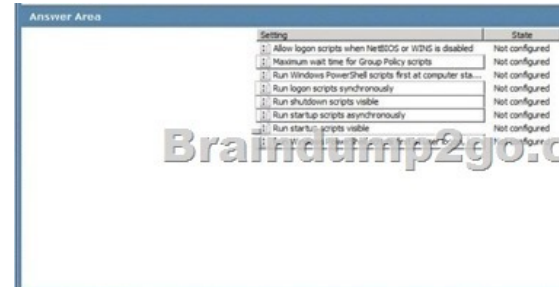 Answer Area
Setting State
Allow logon scripts when NetBIOS or WINS is disabled Not configured
Maximum wait time for Group Policy scripts Not configured
Run Windows PowerShell scripts first at computer sta.... Not configured
Run logon scripts synchronously Not configured
Run shutdown scripts visible Not configured
Run startup scripts asynchronously Not configured
Run startup scripts visible Not configured
Not configured
Braindump2go.c